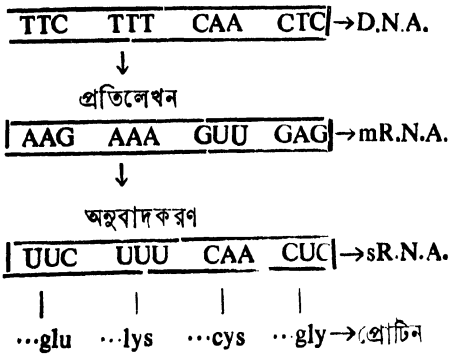 TTC TTT CAA CTC→D.N.A.
↓
প্রতিলেখন
AAG AAA GUU GAG→mR.N.A.
↓
অনুবাদকরণ
UUC UUU CAA CUC→sR.N.A.
...glu ...lys ...cys ...gly→প্রোটিন